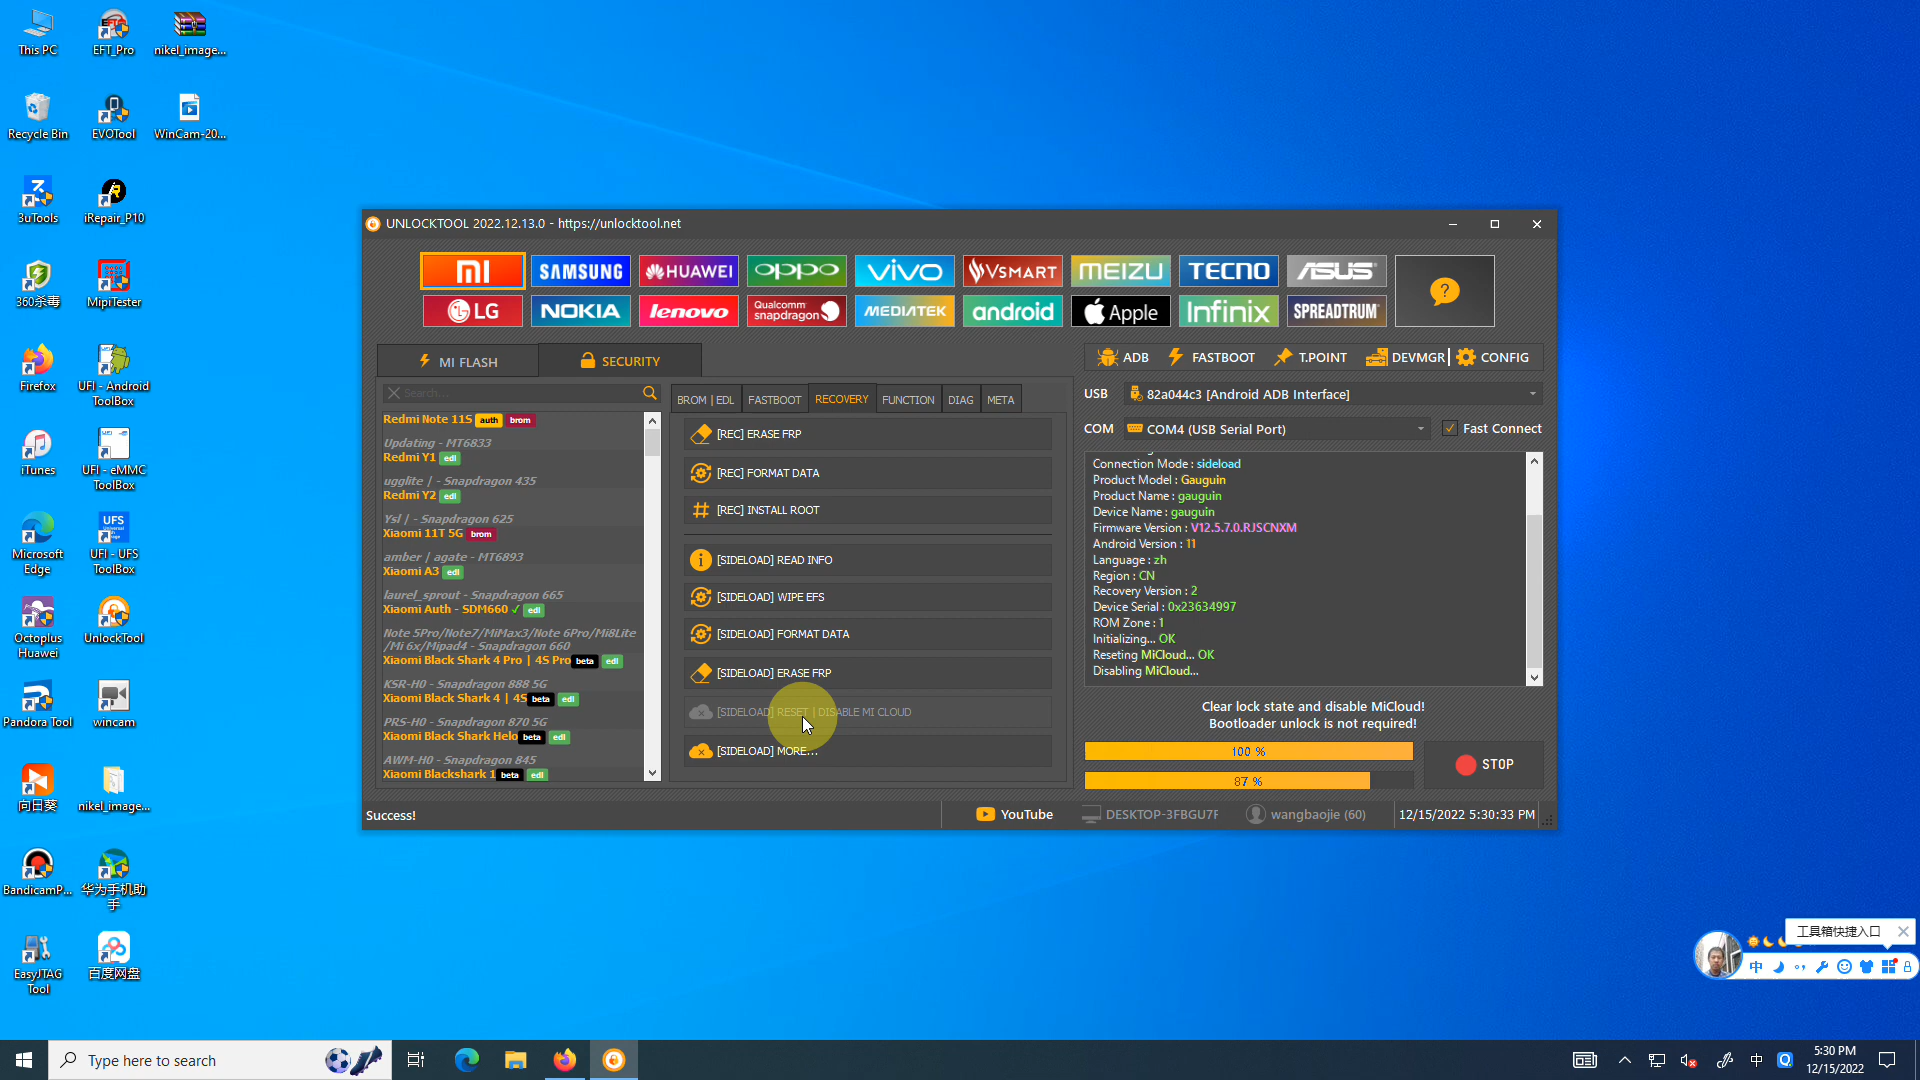 This PC
EFT_Pro
nikel_image...
Recycle Bin
EVOTool
WinCam-20...
3uTools
iRepair_P10
360杀毒
MipiTester
Firefox
UFI - Android ToolBox
iTunes
UFI - eMMC ToolBox
Microsoft Edge
UFS
UFI - UFS ToolBox
Octoplus Huawei
UnlockTool
Pandora Tool
wincam
向日葵
nikel_image...
BandicamP...
华为手机助手
EasyJTAG Tool
百度网盘
UNLOCKTOOL 2022.12.13.0 - https://unlocktool.net
MI
SAMSUNG
HUAWEI
oppo
vivo
VSMART
MEIZU
TECNO
ASUS
?
LG
NOKIA
lenovo
Qualcomm snapdragon
MEDIATEK
android
Apple
Infinix
SPREADTRUM
MI FLASH
SECURITY
ADB
FASTBOOT
T.POINT
DEVMGR
CONFIG
Search...
BROM | EDL
FASTBOOT
RECOVERY
FUNCTION
DIAG
META
USB
82a044c3 [Android ADB Interface]
COM
COM4 (USB Serial Port)
Fast Connect
Redmi Note 11S auth brom
Updating - MT6833
Redmi Y1 edl
ugglite | - Snapdragon 435
Redmi Y2 edl
Ysl | - Snapdragon 625
Xiaomi 11T 5G brom
amber | agate - MT6893
Xiaomi A3 edl
laurel_sprout - Snapdragon 665
Xiaomi Auth - SDM660 ✓ edl
Note 5Pro/Note7/MiMax3/Note 6Pro/Mi8Lite
/Mi 6x/Mipad4 - Snapdragon 660
Xiaomi Black Shark 4 Pro | 4S Pro beta edl
KSR-H0 - Snapdragon 888 5G
Xiaomi Black Shark 4 | 4S beta edl
PRS-H0 - Snapdragon 870 5G
Xiaomi Black Shark Helo beta edl
AWM-H0 - Snapdragon 845
Xiaomi Blackshark 1 beta edl
[REC] ERASE FRP
[REC] FORMAT DATA
[REC] INSTALL ROOT
[SIDELOAD] READ INFO
[SIDELOAD] WIPE EFS
[SIDELOAD] FORMAT DATA
[SIDELOAD] ERASE FRP
[SIDELOAD] RESET | DISABLE MI CLOUD
[SIDELOAD] MORE...
Connection Mode : sideload
Product Model : Gauguin
Product Name : gauguin
Device Name : gauguin
Firmware Version : V12.5.7.0.RJSCNXM
Android Version : 11
Language : zh
Region : CN
Recovery Version : 2
Device Serial : 0x23634997
ROM Zone : 1
Initializing... OK
Reseting MiCloud... OK
Disabling MiCloud...
Clear lock state and disable MiCloud!
Bootloader unlock is not required!
100 %
87 %
STOP
Success!
YouTube
DESKTOP-3FBGU7F
wangbaojie (60)
12/15/2022 5:30:33 PM
工具箱快捷入口
中
Type here to search
中
5:30 PM
12/15/2022